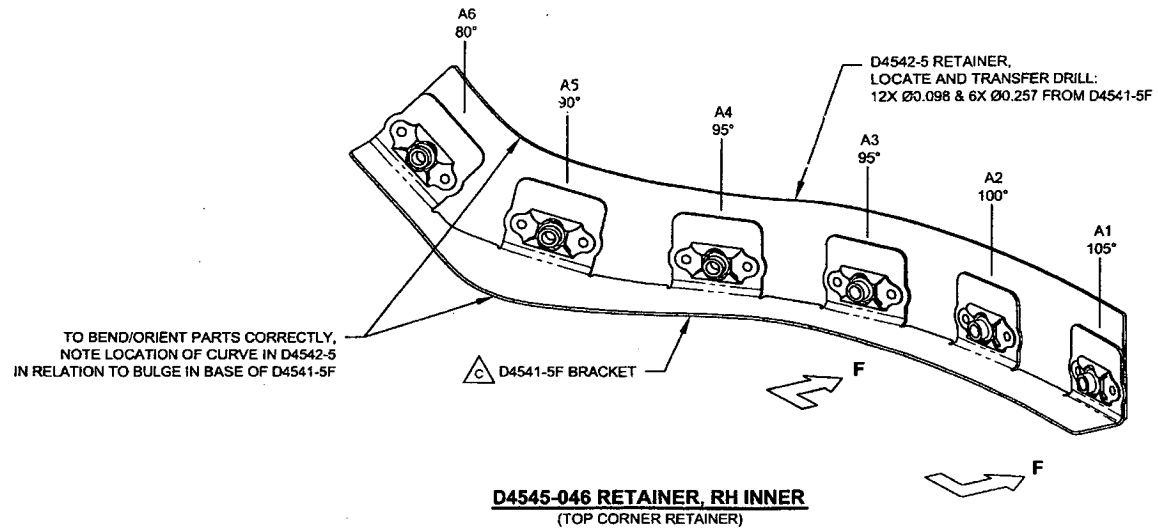 A6
80°
A5
90°
A4
95°
A3
95°
A2
100°
A1
105°
D4542-5 RETAINER,
LOCATE AND TRANSFER DRILL:
12X Ø0.098 & 6X Ø0.257 FROM D4541-5F
TO BEND/ORIENT PARTS CORRECTLY,
NOTE LOCATION OF CURVE IN D4542-5
IN RELATION TO BULGE IN BASE OF D4541-5F
C D4541-5F BRACKET
F
F
D4545-046 RETAINER, RH INNER
(TOP CORNER RETAINER)